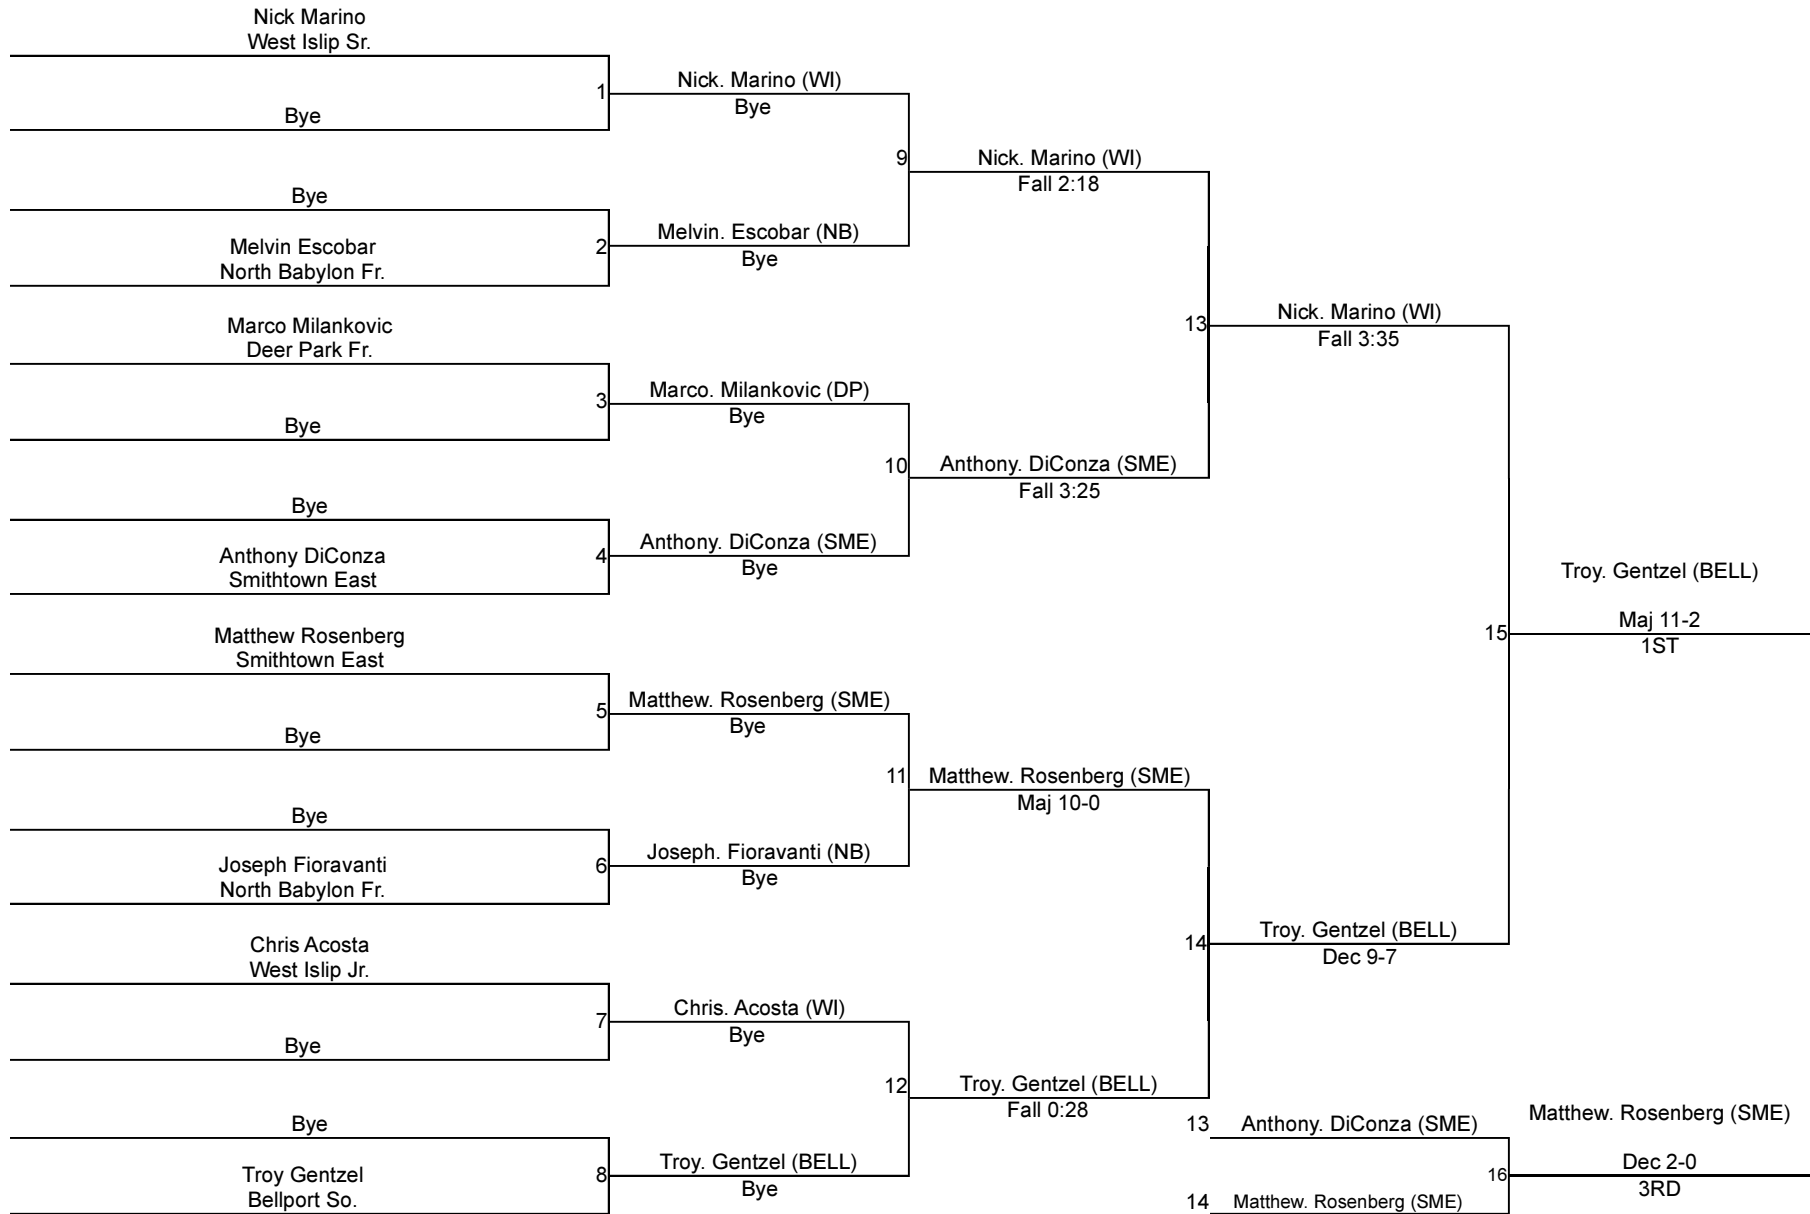 Nick Marino
West Islip Sr.
1
Nick. Marino (WI)
Bye
Bye
9
Nick. Marino (WI)
Fall 2:18
Bye
Melvin Escobar
North Babylon Fr.
2
Melvin. Escobar (NB)
Bye
Marco Milankovic
Deer Park Fr.
13
Nick. Marino (WI)
Fall 3:35
3
Marco. Milankovic (DP)
Bye
Bye
10
Anthony. DiConza (SME)
Fall 3:25
Bye
Anthony DiConza
Smithtown East
4
Anthony. DiConza (SME)
Bye
Troy. Gentzel (BELL)
15
Maj 11-2
1ST
Matthew Rosenberg
Smithtown East
5
Matthew. Rosenberg (SME)
Bye
Bye
11
Matthew. Rosenberg (SME)
Maj 10-0
Bye
Joseph Fioravanti
North Babylon Fr.
6
Joseph. Fioravanti (NB)
Bye
Chris Acosta
West Islip Jr.
14
Troy. Gentzel (BELL)
Dec 9-7
7
Chris. Acosta (WI)
Bye
Bye
12
Troy. Gentzel (BELL)
Fall 0:28
Bye
Troy Gentzel
Bellport So.
8
Troy. Gentzel (BELL)
Bye
13
Anthony. DiConza (SME)
Matthew. Rosenberg (SME)
16
Dec 2-0
3RD
14
Matthew. Rosenberg (SME)